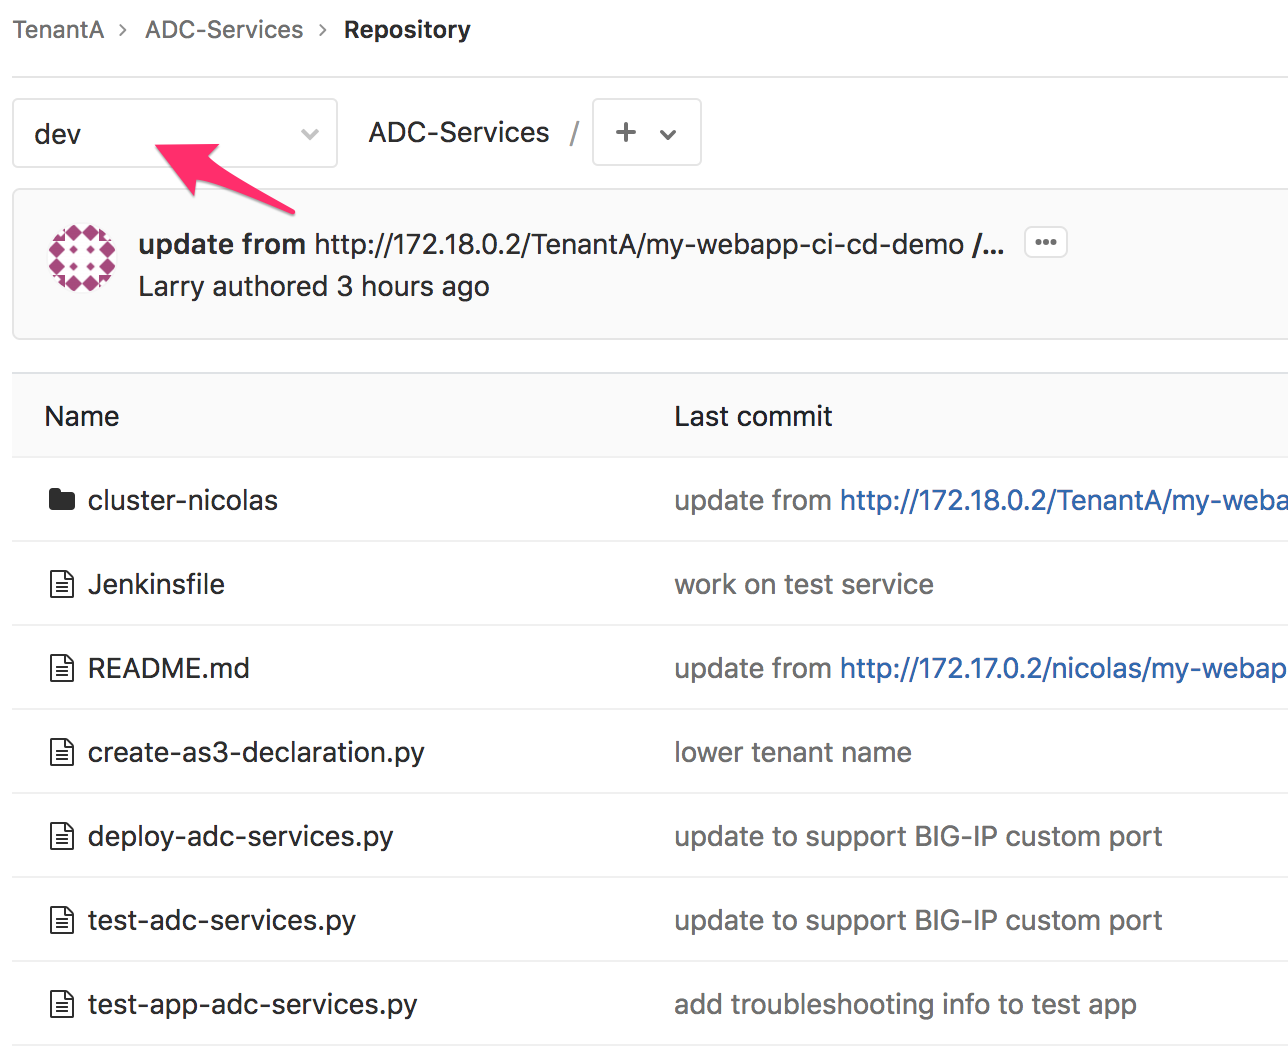 TenantA > ADC-Services > Repository
dev
ADC-Services / +
update from http://172.18.0.2/TenantA/my-webapp-ci-cd-demo /... •••
Larry authored 3 hours ago
Name Last commit
cluster-nicolas update from http://172.18.0.2/TenantA/my-weba
Jenkinsfile work on test service
README.md update from http://172.17.0.2/nicolas/my-webap
create-as3-declaration.py lower tenant name
deploy-adc-services.py update to support BIG-IP custom port
test-adc-services.py update to support BIG-IP custom port
test-app-adc-services.py add troubleshooting info to test app